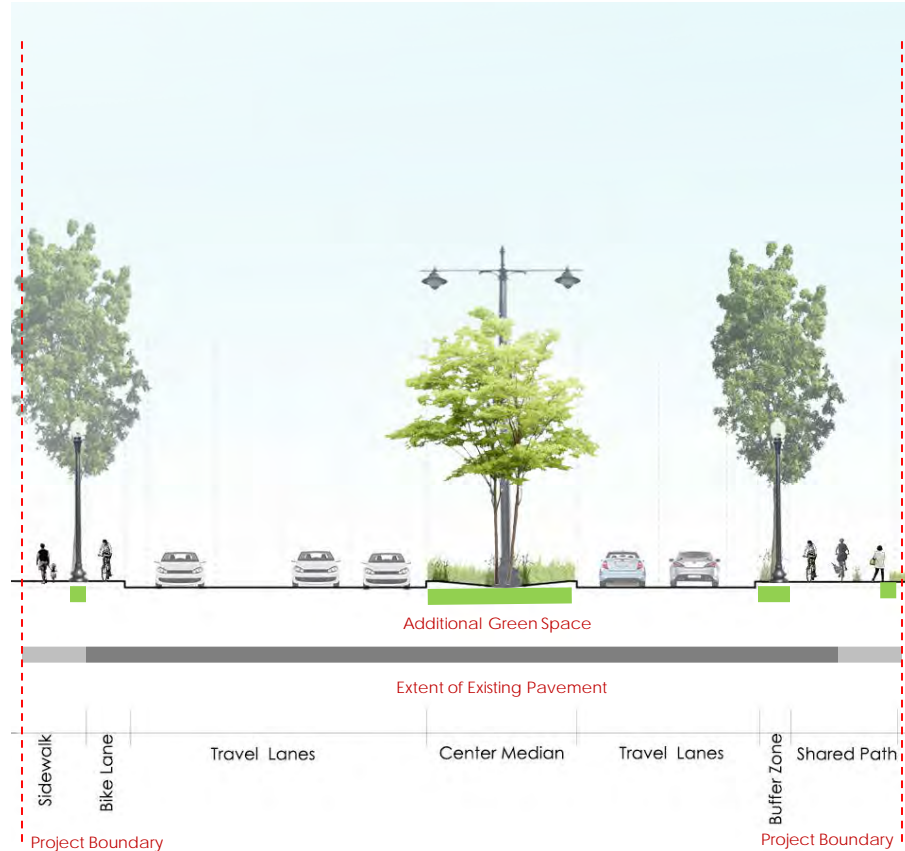 Additional Green Space
Extent of Existing Pavement
Sidewalk
Bike Lane
Travel Lanes
Center Median
Travel Lanes
Buffer Zone
Shared Path
Project Boundary
Project Boundary